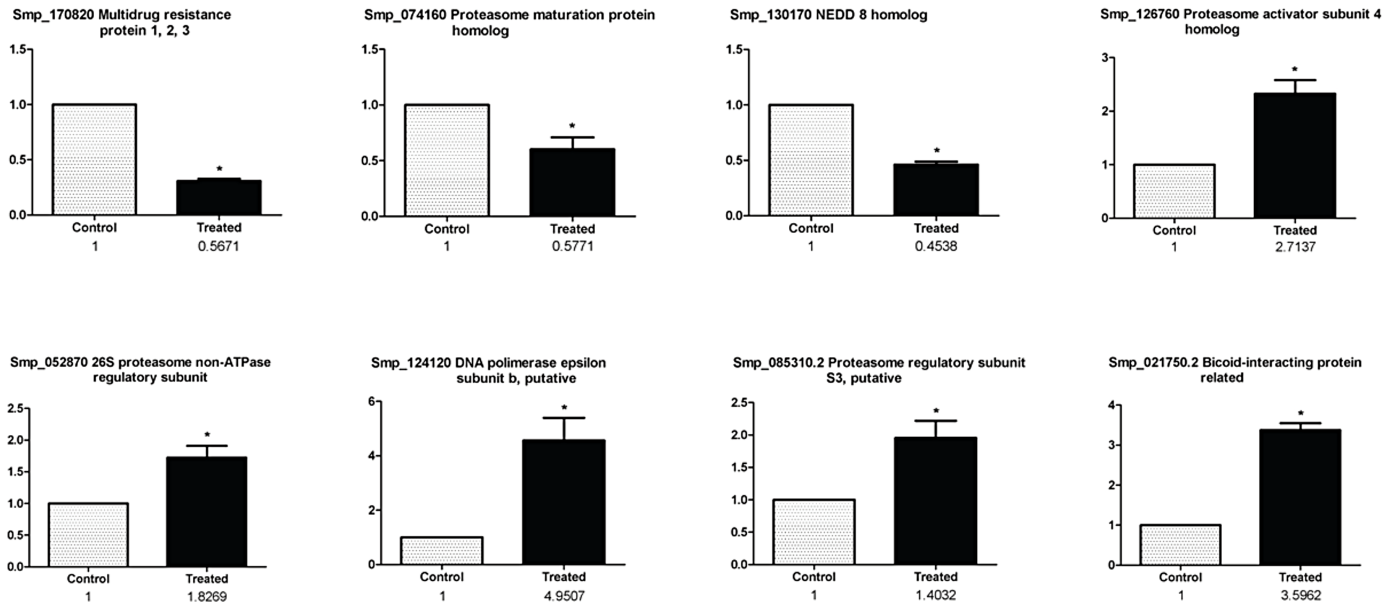 Smp_170820 Multidrug resistance
protein 1, 2, 3
1.5
1.0
0.5
0.0
*
Control
Treated
1
0.5671
Smp_074160 Proteasome maturation protein
homolog
1.5
1.0
0.5
0.0
*
Control
Treated
1
0.5771
Smp_130170 NEDD 8 homolog
1.5
1.0
0.5
0.0
*
Control
Treated
1
0.4538
Smp_126760 Proteasome activator subunit 4
homolog
3
2
1
0
*
Control
Treated
1
2.7137
Smp_052870 26S proteasome non-ATPase
regulatory subunit
2.5
2.0
1.5
1.0
0.5
0.0
*
Control
Treated
1
1.8269
Smp_124120 DNA polimerase epsilon
subunit b, putative
6
4
2
0
*
Control
Treated
1
4.9507
Smp_085310.2 Proteasome regulatory subunit
S3, putative
2.5
2.0
1.5
1.0
0.5
0.0
*
Control
Treated
1
1.4032
Smp_021750.2 Bicoid-interacting protein
related
4
3
2
1
0
*
Control
Treated
1
3.5962